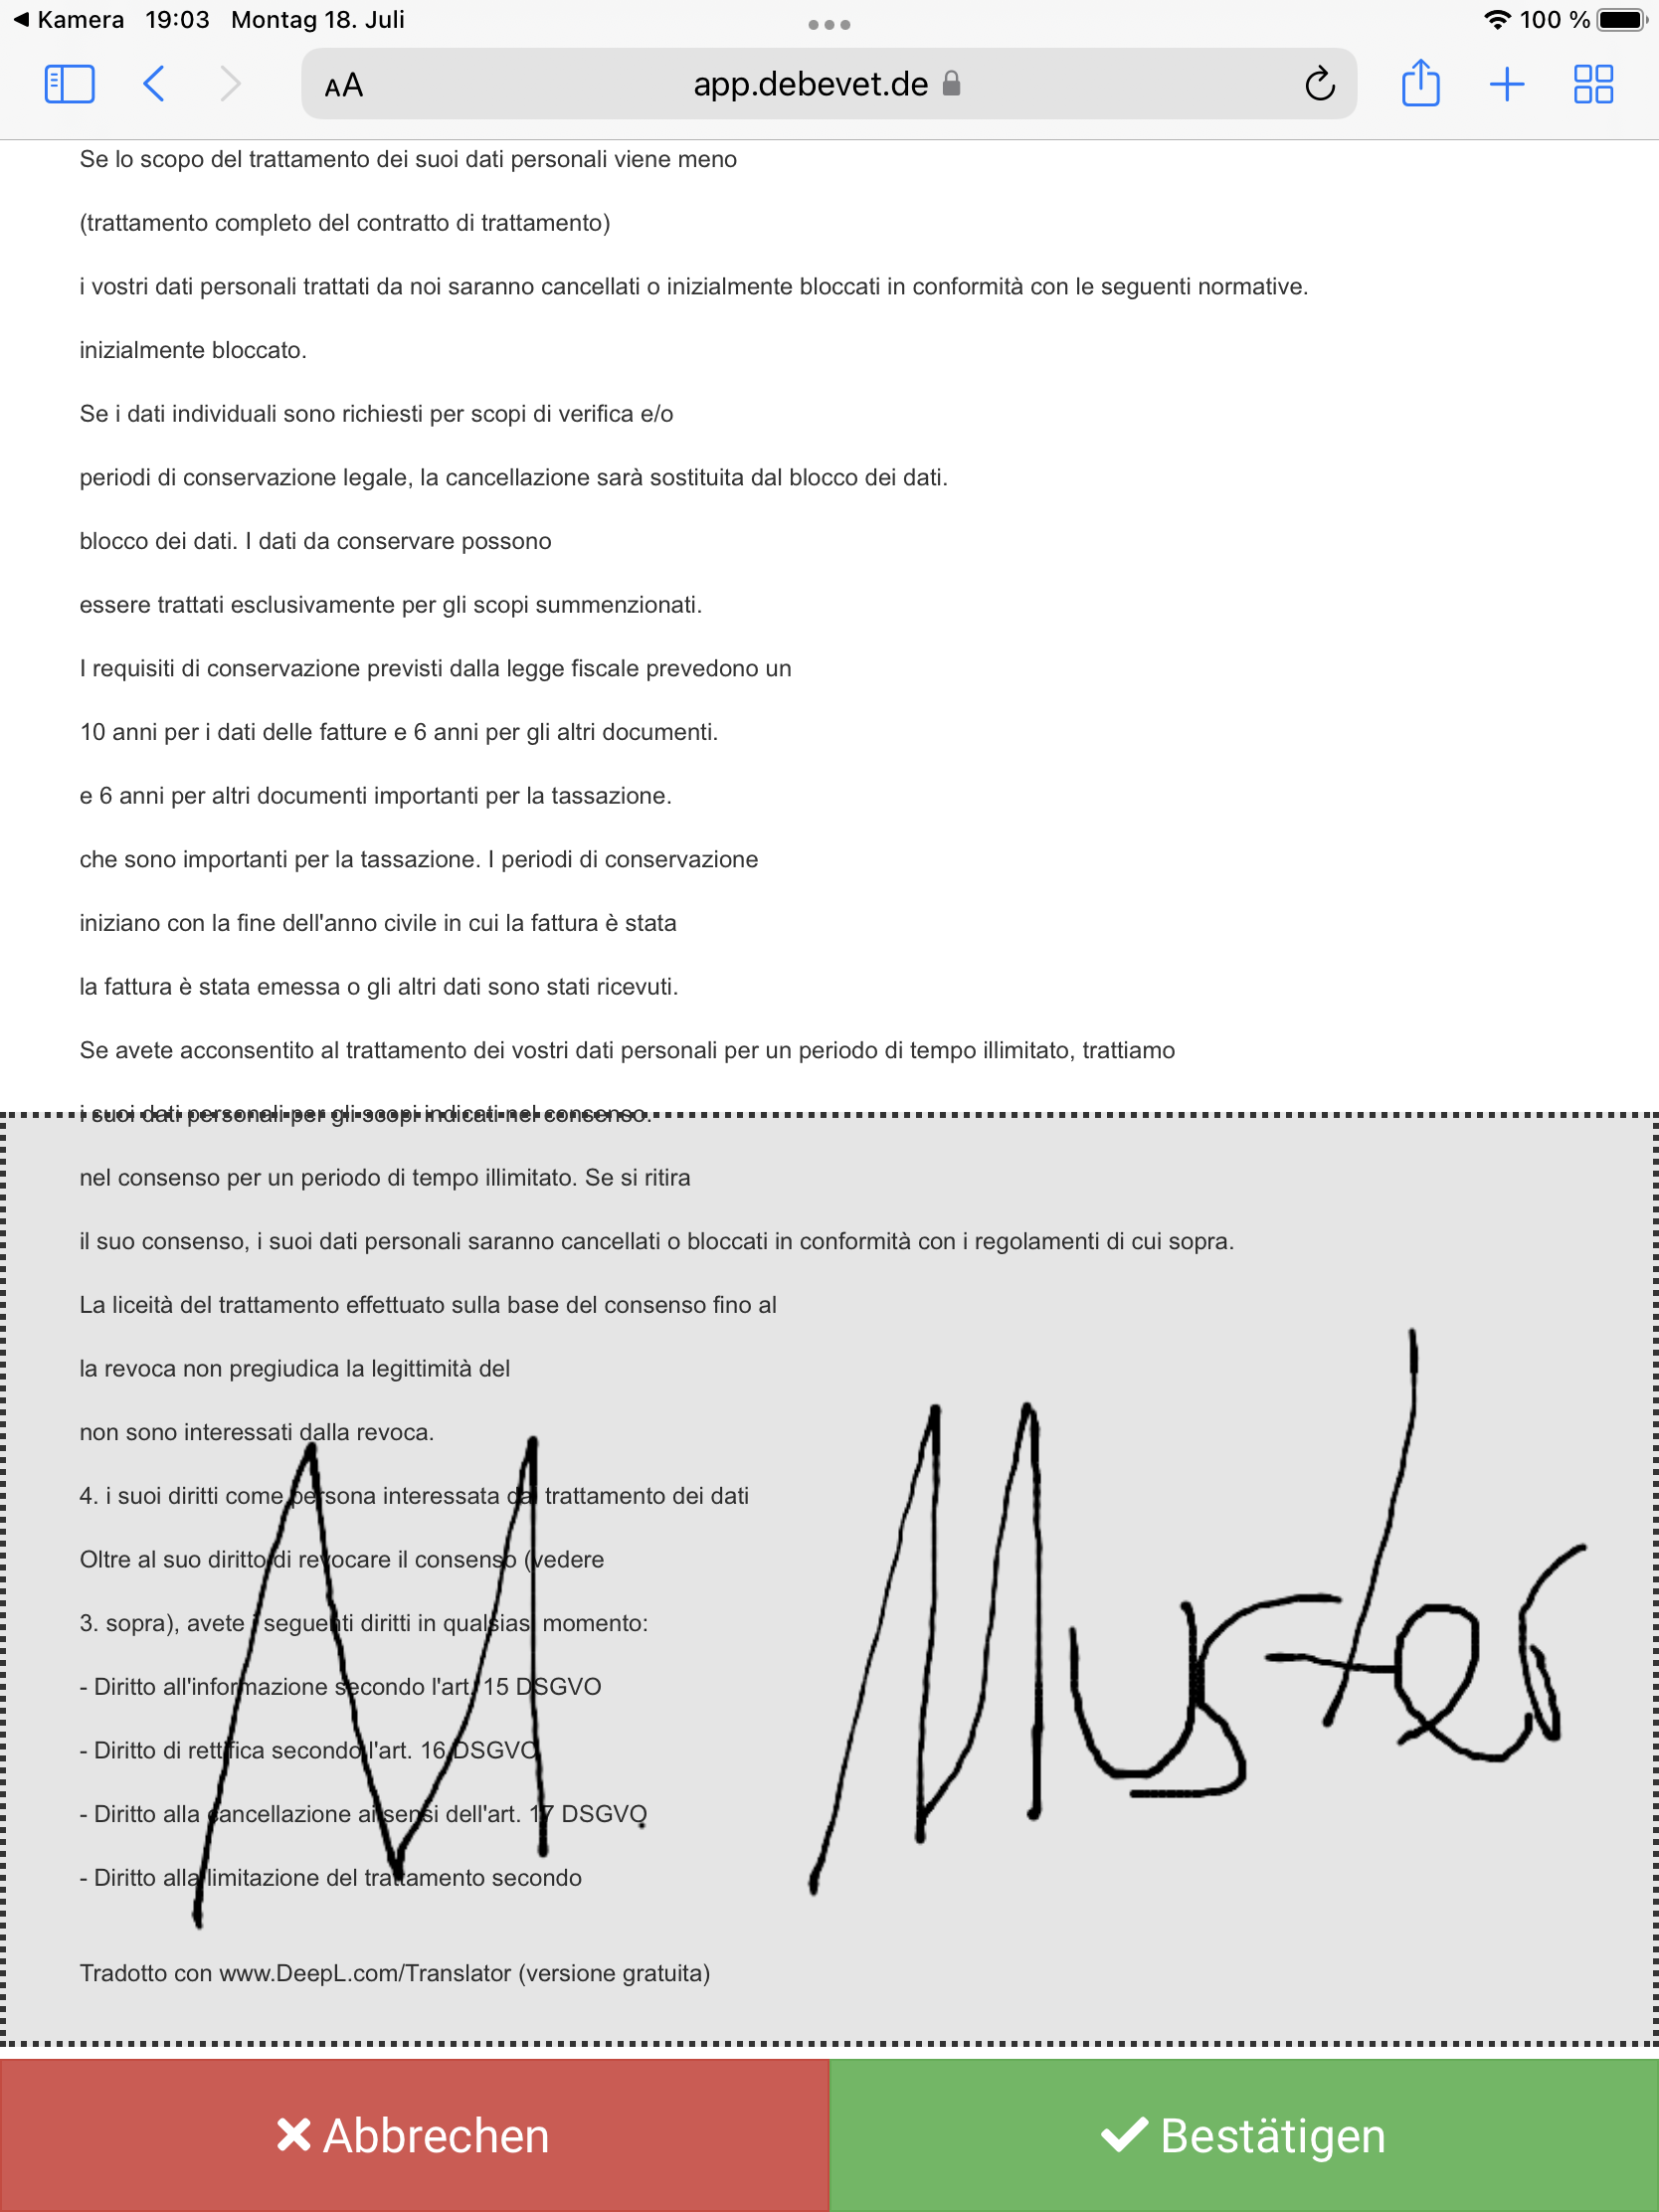 Kamera 19:03 Montag 18. Juli 100 %
AA app.debevet.de
Se lo scopo del trattamento dei suoi dati personali viene meno
(trattamento completo del contratto di trattamento)
i vostri dati personali trattati da noi saranno cancellati o inizialmente bloccati in conformità con le seguenti normative.
inizialmente bloccato.
Se i dati individuali sono richiesti per scopi di verifica e/o
periodi di conservazione legale, la cancellazione sarà sostituita dal blocco dei dati.
blocco dei dati. I dati da conservare possono
essere trattati esclusivamente per gli scopi summenzionati.
I requisiti di conservazione previsti dalla legge fiscale prevedono un
10 anni per i dati delle fatture e 6 anni per gli altri documenti.
e 6 anni per altri documenti importanti per la tassazione.
che sono importanti per la tassazione. I periodi di conservazione
iniziano con la fine dell'anno civile in cui la fattura è stata
la fattura è stata emessa o gli altri dati sono stati ricevuti.
Se avete acconsentito al trattamento dei vostri dati personali per un periodo di tempo illimitato, trattiamo
i suoi dati personali per gli scopi indicati nel consenso.
nel consenso per un periodo di tempo illimitato. Se si ritira
il suo consenso, i suoi dati personali saranno cancellati o bloccati in conformità con i regolamenti di cui sopra.
La liceità del trattamento effettuato sulla base del consenso fino al
la revoca non pregiudica la legittimità del
non sono interessati dalla revoca.
4. i suoi diritti come persona interessata dal trattamento dei dati
Oltre al suo diritto di revocare il consenso (vedere
3. sopra), avete i seguenti diritti in qualsiasi momento:
- Diritto all'informazione secondo l'art. 15 DSGVO
- Diritto di rettifica secondo l'art. 16 DSGVO
- Diritto alla cancellazione ai sensi dell'art. 17 DSGVO
- Diritto alla limitazione del trattamento secondo
M Muster
Tradotto con www.DeepL.com/Translator (versione gratuita)
Abbrechen Bestätigen